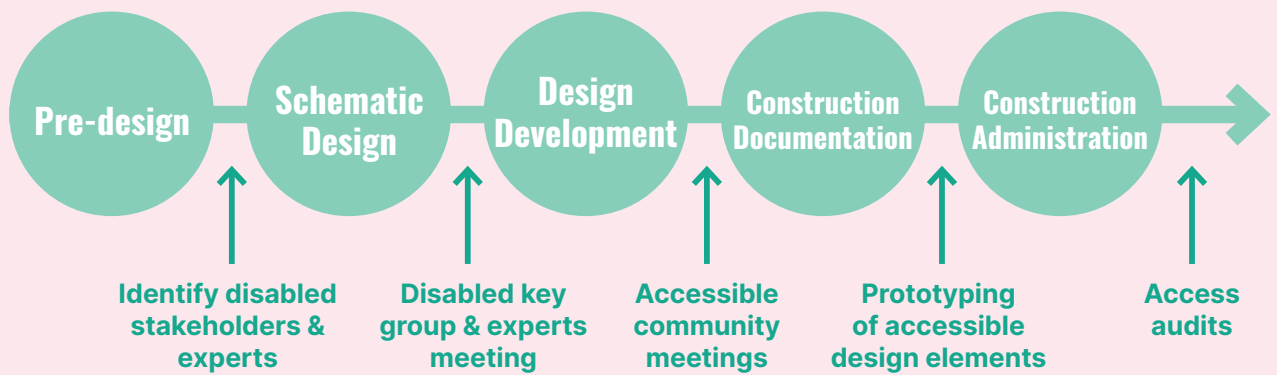 Pre-design
Schematic
Design
Design
Development
Construction
Documentation
Construction
Administration
Identify disabled
stakeholders &
experts
Disabled key
group & experts
meeting
Accessible
community
meetings
Prototyping
of accessible
design elements
Access
audits